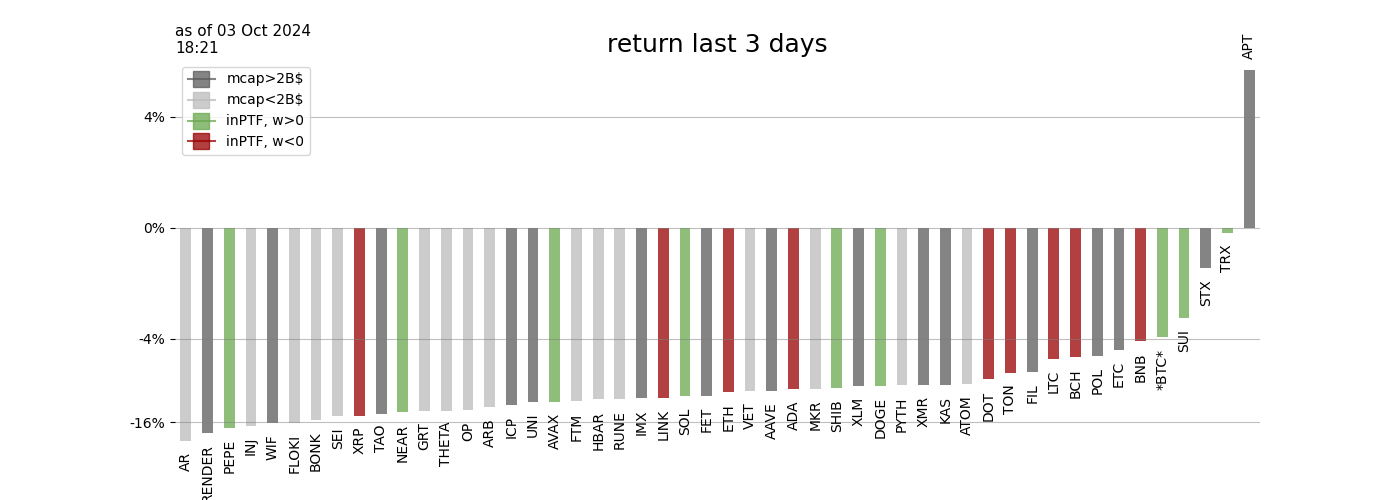 as of 03 Oct 2024
18:21
return last 3 days
mcap>2B$
mcap<2B$
inPTF, w>0
inPTF, w<0
4%
0%
-4%
-16%
AR
RENDER
PEPE
INJ
WIF
FLOKI
BONK
SEI
XRP
TAO
NEAR
GRT
THETA
OP
ARB
ICP
UNI
AVAX
FTM
HBAR
RUNE
IMX
LINK
SOL
FET
ETH
VET
AAVE
ADA
MKR
SHIB
XLM
DOGE
PYTH
XMR
KAS
ATOM
DOT
TON
FIL
LTC
BCH
POL
ETC
BNB
*BTC*
SUI
STX
TRX
APT